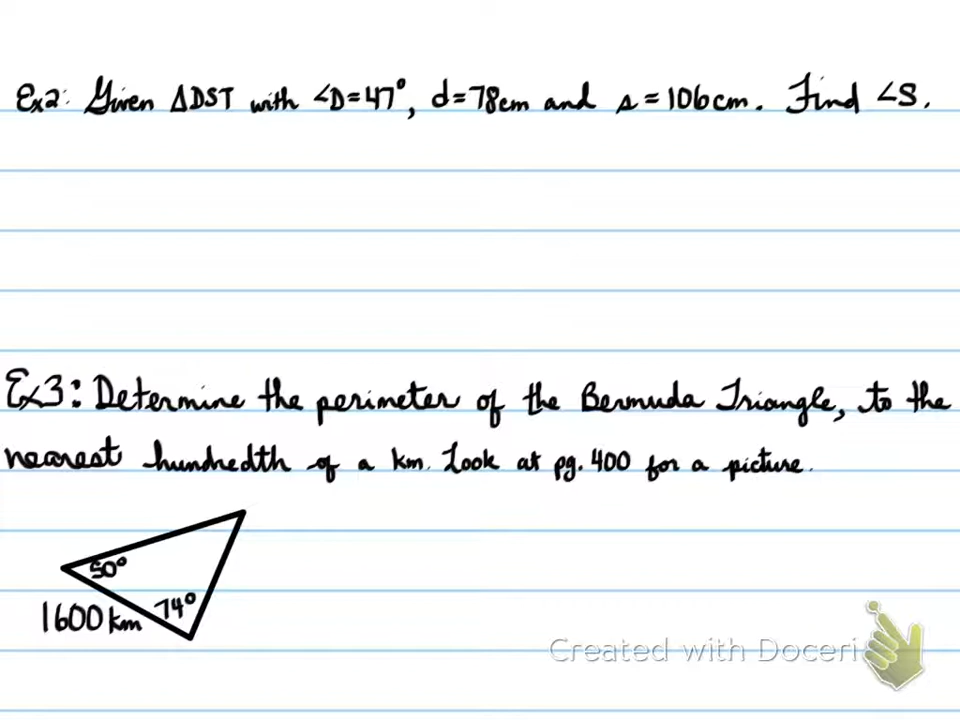 Ex2: Given ΔDST with ∠D=47°, d=78cm and s=106cm. Find ∠S.
Ex3: Determine the perimeter of the Bermuda Triangle, to the
nearest hundredth of a km. Look at pg. 400 for a picture.
50°
74°
1600 km
Created with Doceri